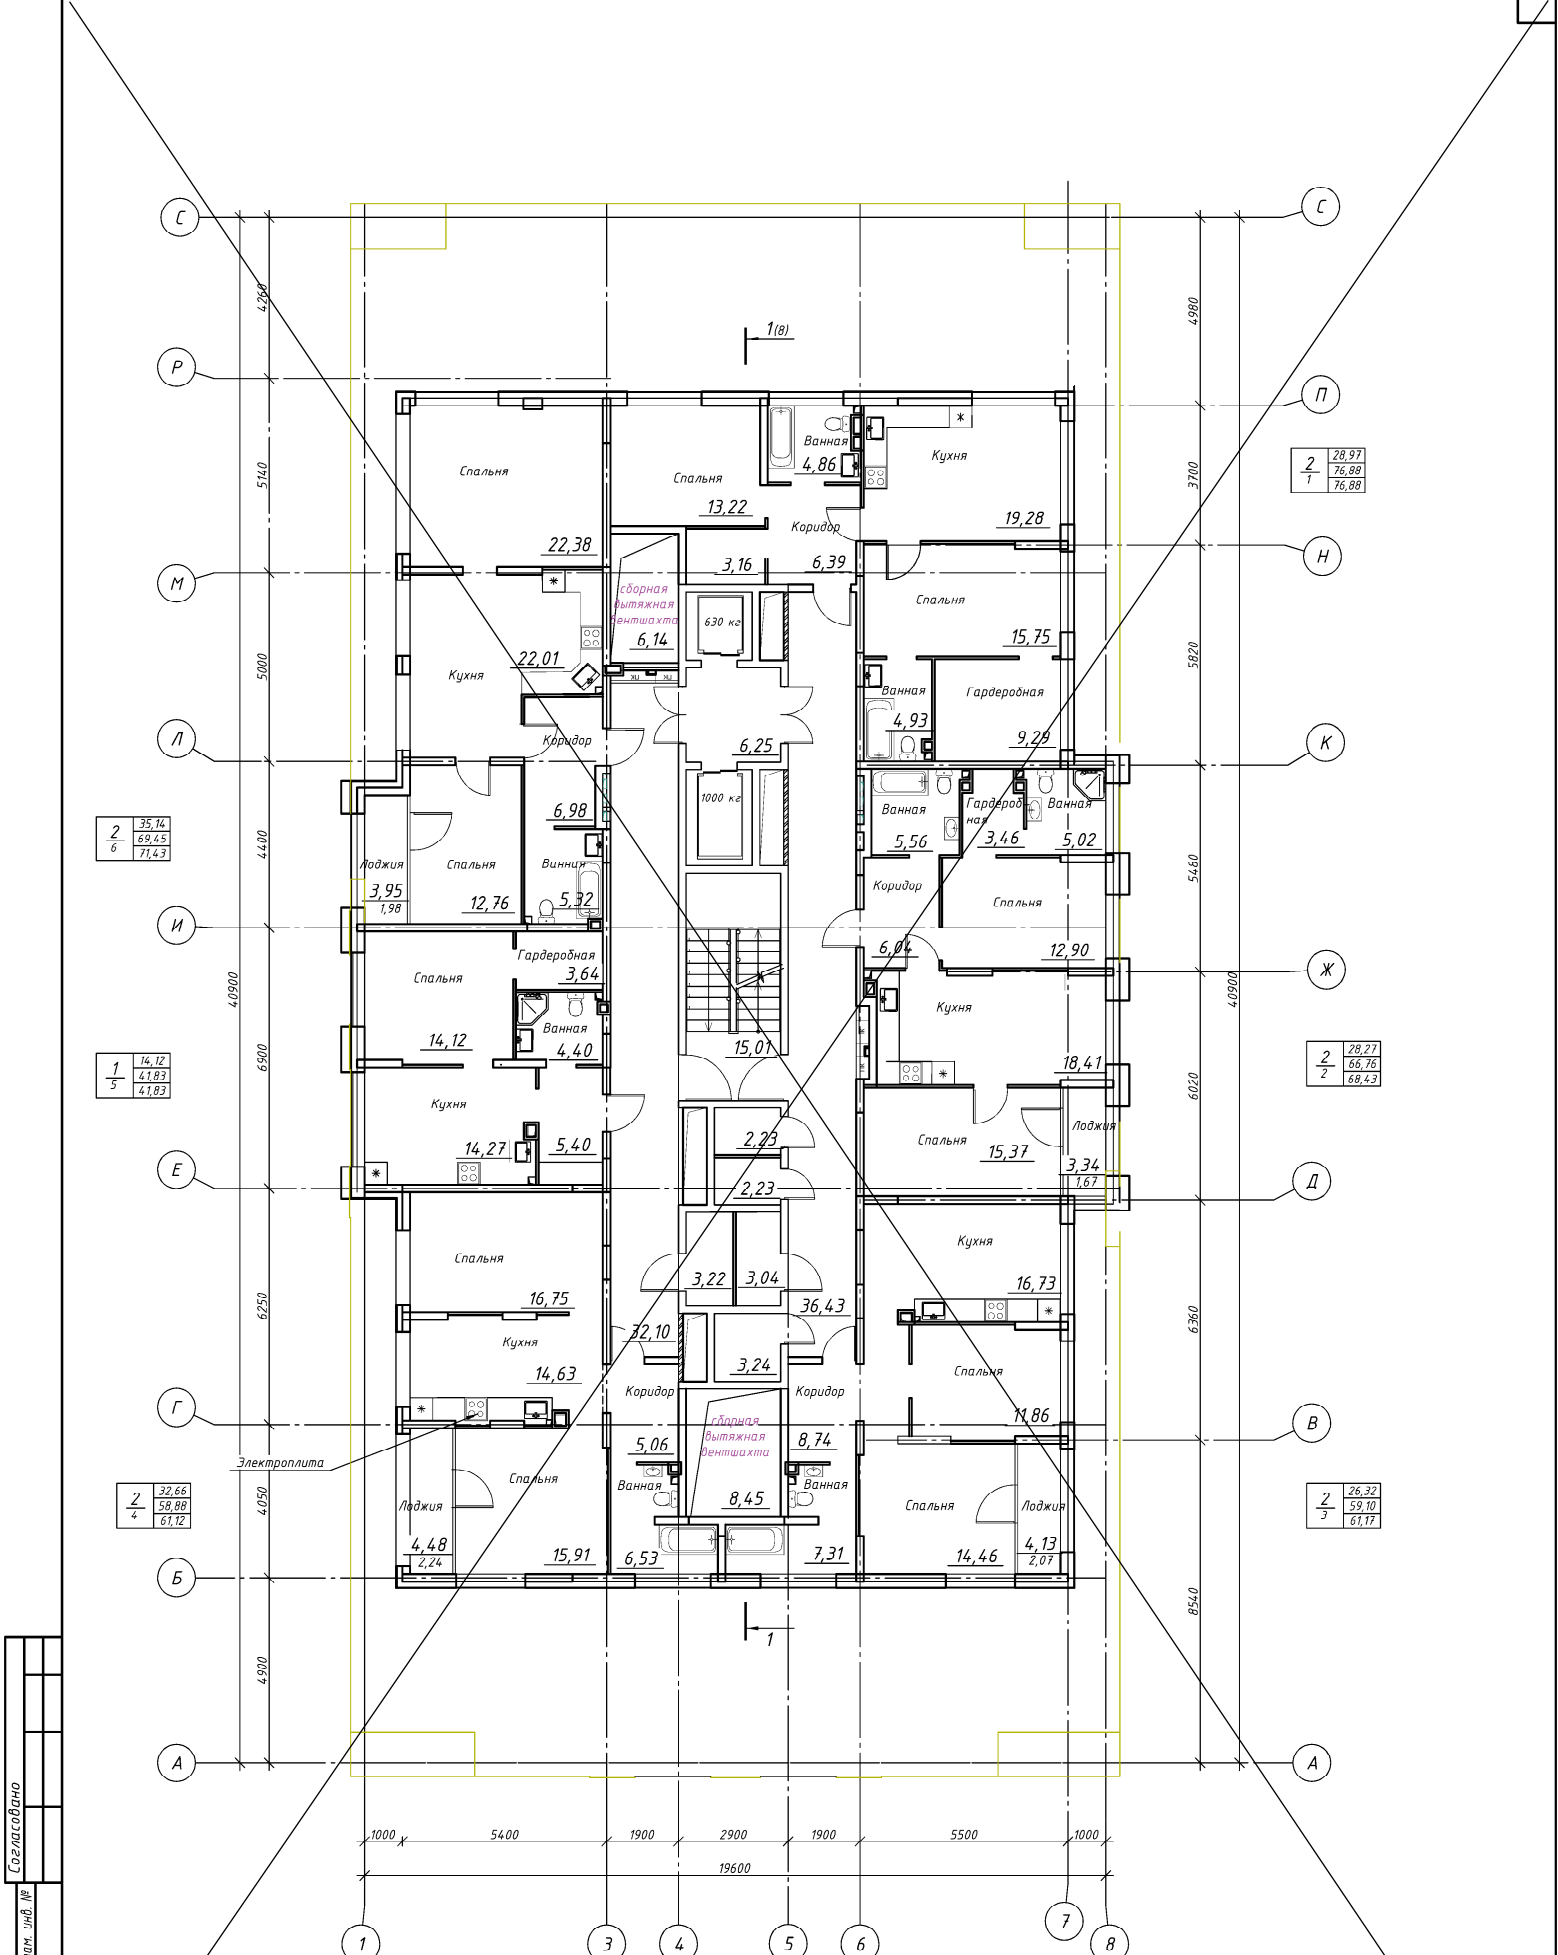 С
С
4260
4980
1(8)
Р
П
Ванная
4,86
Кухня
28,97
2
1
76,88
76,88
5140
Спальня
Спальня
3700
13,22
19,28
Коридор
22,38
3,16
6,39
Н
М
сборная
вытяжная
вентшахта
6,14
630 кг
Спальня
15,75
5000
22,01
Кухня
пк
пк
5820
Ванная
4,93
Гардеробная
9,29
Л
Коридор
6,25
К
1000 кг
6,98
Ванная
5,56
Гардероб
ная
3,46
Ванная
5,02
2
6
35,14
69,45
71,43
4400
Лоджия
3,95
1,98
Спальня
12,76
Ванная
5,32
5460
Коридор
Спальня
И
6,04
12,90
Гардеробная
3,64
Спальня
Ж
40900
40900
Кухня
14,12
Ванная
4,40
15,01
18,41
6900
1
5
14,12
41,83
41,83
2
2
28,27
66,76
68,43
Кухня
6020
14,27
5,40
2,23
Спальня
15,37
Лоджия
3,34
1,67
Е
2,23
Д
Спальня
16,75
3,22
3,04
Кухня
16,73
6250
36,43
6360
Кухня
14,63
32,10
3,24
Спальня
11,86
Коридор
Коридор
Г
В
сборная
вытяжная
вентшахта
5,06
8,74
Электроплита
2
4
32,66
58,88
61,12
4050
Лоджия
4,48
2,24
Спальня
15,91
Ванная
6,53
8,45
Ванная
7,31
Спальня
14,46
Лоджия
4,13
2,07
2
3
26,32
59,10
61,17
Б
8540
1
4900
А
А
1000
5400
1900
2900
1900
5500
1000
19600
1
3
4
5
6
7
8
Согласовано
инв. №